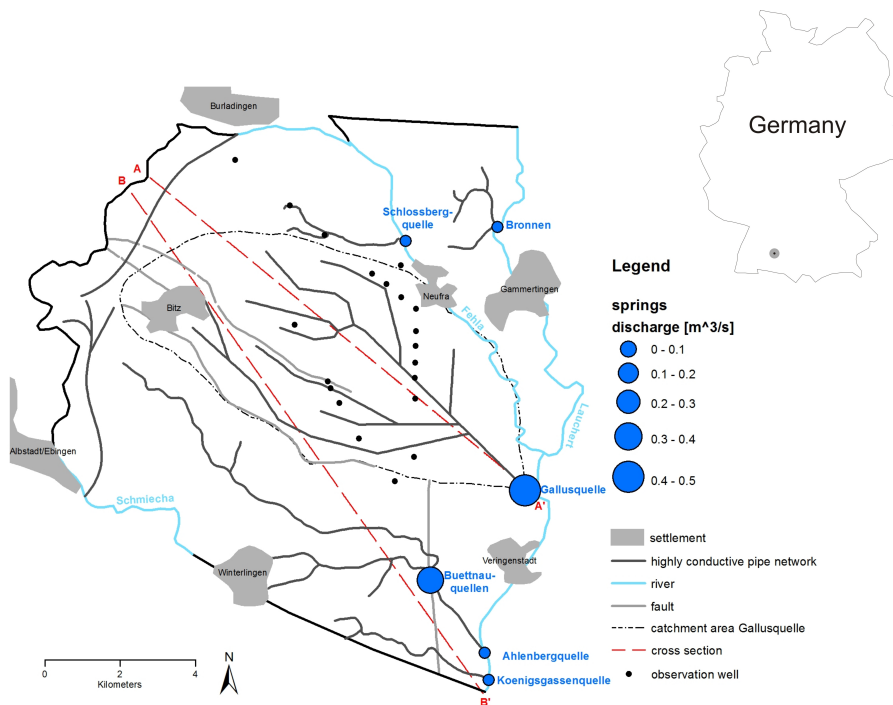 Burladingen
Germany
A
B
Schlossberg-
quelle
Bronnen
Neufra
Gammertingen
Bitz
Fehla
Lauchert
Albstadt/Ebingen
Schmiecha
Gallusquelle
A'
Winterlingen
Buettnau-
quellen
Veringenstadt
Ahlenbergquelle
Koenigsgassenquelle
B'
0 2 4
Kilometers
N
Legend
springs
discharge [m^3/s]
0 - 0.1
0.1 - 0.2
0.2 - 0.3
0.3 - 0.4
0.4 - 0.5
settlement
highly conductive pipe network
river
fault
catchment area Gallusquelle
cross section
observation well